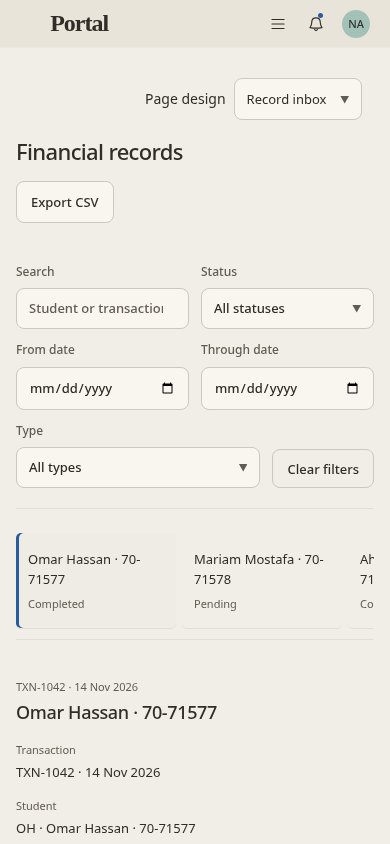 Portal
NA
Page design
Record inbox
Financial records
Export CSV
Search
Status
Student or transaction
All statuses
From date
Through date
mm/dd/yyyy
mm/dd/yyyy
Type
All types
Clear filters
Omar Hassan · 70-
71577
Completed
Mariam Mostafa · 70-
71578
Pending
Ah
71
Co
TXN-1042 · 14 Nov 2026
Omar Hassan · 70-71577
Transaction
TXN-1042 · 14 Nov 2026
Student
OH · Omar Hassan · 70-71577